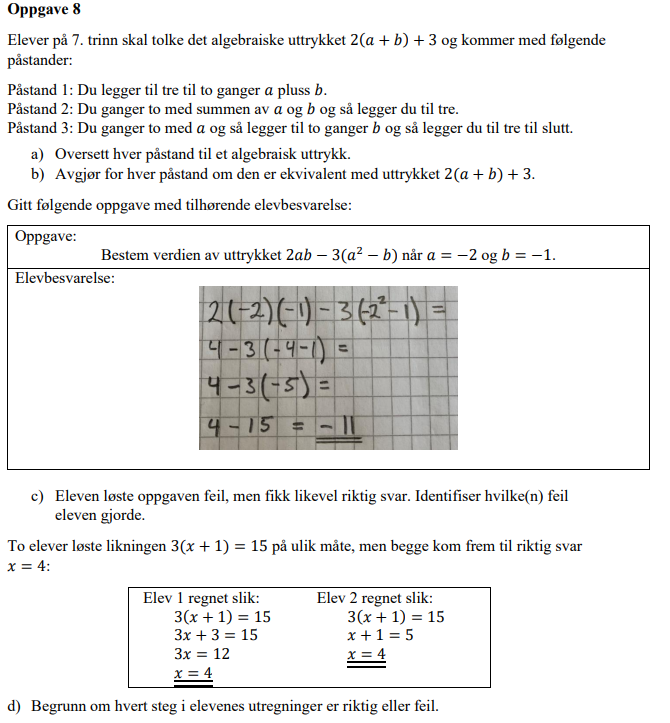 Oppgave 8
Elever på 7. trinn skal tolke det algebraiske uttrykket 2(a + b) + 3 og kommer med følgende
påstander:
Påstand 1: Du legger til tre til to ganger a pluss b.
Påstand 2: Du ganger to med summen av a og b og så legger du til tre.
Påstand 3: Du ganger to med a og så legger til to ganger b og så legger du til tre til slutt.
a) Oversett hver påstand til et algebraisk uttrykk.
b) Avgjør for hver påstand om den er ekvivalent med uttrykket 2(a + b) + 3.
Gitt følgende oppgave med tilhørende elevbesvarelse:
Oppgave:
Bestem verdien av uttrykket 2ab − 3(a² − b) når a = −2 og b = −1.
Elevbesvarelse:
2(-2)(-1) - 3(-2²-1) =
4 - 3(-4-1) =
4 - 3(-5) =
4 - 15 = -11
c) Eleven løste oppgaven feil, men fikk likevel riktig svar. Identifiser hvilke(n) feil
eleven gjorde.
To elever løste likningen 3(x + 1) = 15 på ulik måte, men begge kom frem til riktig svar
x = 4:
Elev 1 regnet slik: Elev 2 regnet slik:
3(x + 1) = 15 3(x + 1) = 15
3x + 3 = 15 x + 1 = 5
3x = 12 x = 4
x = 4
d) Begrunn om hvert steg i elevenes utregninger er riktig eller feil.